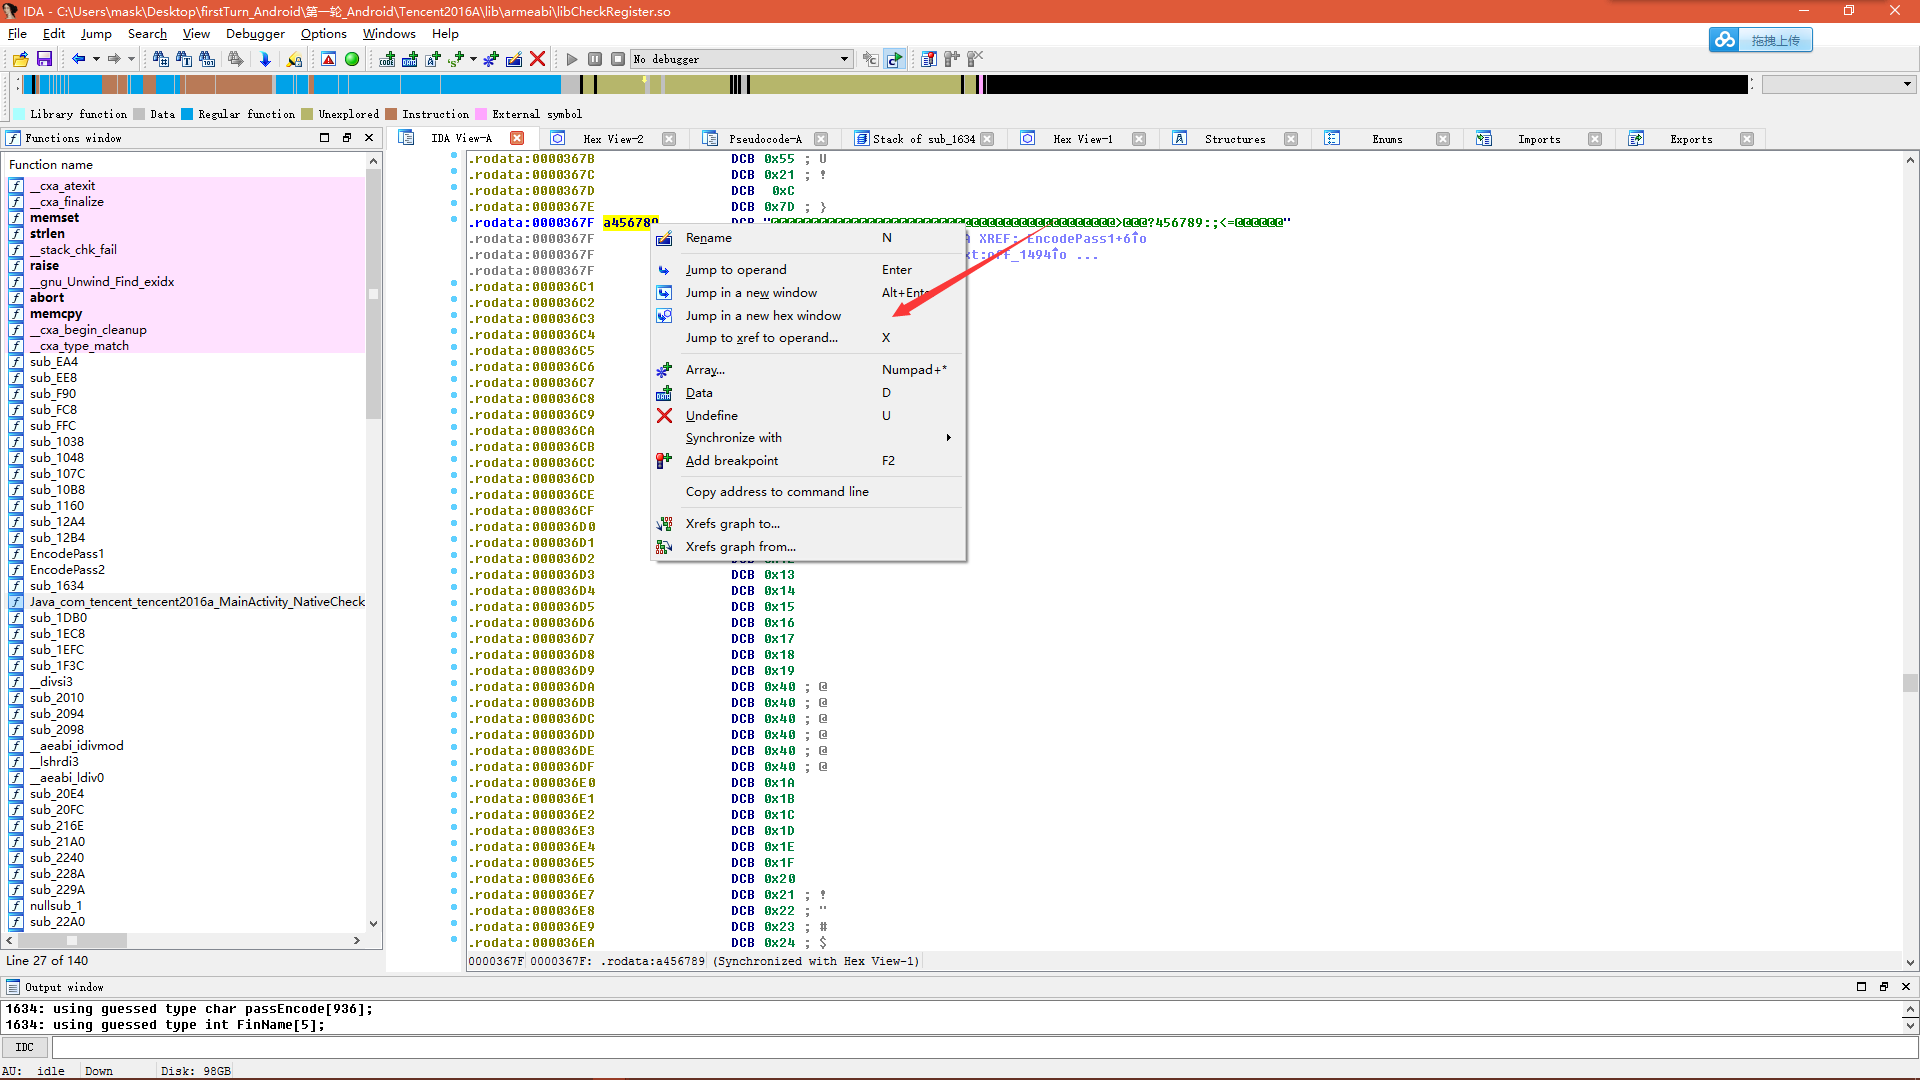 IDA - C:\Users\mask\Desktop\firstTurn_Android\第一轮_Android\Tencent2016A\lib\armeabi\libCheckRegister.so
File Edit Jump Search View Debugger Options Windows Help
拖拽上传
No debugger
Library function Data Regular function Unexplored Instruction External symbol
Functions window
IDA View-A Hex View-2 Pseudocode-A Stack of sub_1634 Hex View-1 Structures Enums Imports Exports
Function name
__cxa_atexit
__cxa_finalize
memset
strlen
__stack_chk_fail
raise
__gnu_Unwind_Find_exidx
abort
memcpy
__cxa_begin_cleanup
__cxa_type_match
sub_EA4
sub_EE8
sub_F90
sub_FC8
sub_FFC
sub_1038
sub_1048
sub_107C
sub_10B8
sub_1160
sub_12A4
sub_12B4
EncodePass1
EncodePass2
sub_1634
Java_com_tencent_tencent2016a_MainActivity_NativeCheck
sub_1DB0
sub_1EC8
sub_1EFC
sub_1F3C
__divsi3
sub_2010
sub_2094
sub_2098
__aeabi_idivmod
__lshrdi3
__aeabi_ldiv0
sub_20E4
sub_20FC
sub_216E
sub_21A0
sub_2240
sub_228A
sub_229A
nullsub_1
sub_22A0
Line 27 of 140
.rodata:0000367B DCB 0x55 ; U
.rodata:0000367C DCB 0x21 ; !
.rodata:0000367D DCB 0xC
.rodata:0000367E DCB 0x7D ; }
.rodata:0000367F a456789 DCB "@@@@@@@@@@@@@@@@@@@@@@@@@@@@@@@@@@@@@@@@@@@>@@@?456789:;<=@@@@@@"
.rodata:0000367F A XREF: EncodePass1+6↑o
.rodata:0000367F xt:off_1494↑o ...
.rodata:0000367F
.rodata:000036C1
.rodata:000036C2
.rodata:000036C3
.rodata:000036C4
.rodata:000036C5
.rodata:000036C6
.rodata:000036C7
.rodata:000036C8
.rodata:000036C9
.rodata:000036CA
.rodata:000036CB
.rodata:000036CC
.rodata:000036CD
.rodata:000036CE
.rodata:000036CF
.rodata:000036D0
.rodata:000036D1
.rodata:000036D2
.rodata:000036D3 DCB 0x13
.rodata:000036D4 DCB 0x14
.rodata:000036D5 DCB 0x15
.rodata:000036D6 DCB 0x16
.rodata:000036D7 DCB 0x17
.rodata:000036D8 DCB 0x18
.rodata:000036D9 DCB 0x19
.rodata:000036DA DCB 0x40 ; @
.rodata:000036DB DCB 0x40 ; @
.rodata:000036DC DCB 0x40 ; @
.rodata:000036DD DCB 0x40 ; @
.rodata:000036DE DCB 0x40 ; @
.rodata:000036DF DCB 0x40 ; @
.rodata:000036E0 DCB 0x1A
.rodata:000036E1 DCB 0x1B
.rodata:000036E2 DCB 0x1C
.rodata:000036E3 DCB 0x1D
.rodata:000036E4 DCB 0x1E
.rodata:000036E5 DCB 0x1F
.rodata:000036E6 DCB 0x20
.rodata:000036E7 DCB 0x21 ; !
.rodata:000036E8 DCB 0x22 ; "
.rodata:000036E9 DCB 0x23 ; #
.rodata:000036EA DCB 0x24 ; $
Rename N
Jump to operand Enter
Jump in a new window Alt+Ente
Jump in a new hex window
Jump to xref to operand... X
Array... Numpad+*
Data D
Undefine U
Synchronize with
Add breakpoint F2
Copy address to command line
Xrefs graph to...
Xrefs graph from...
0000367F 0000367F: .rodata:a456789 (Synchronized with Hex View-1)
Output window
1634: using guessed type char passEncode[936];
1634: using guessed type int FinName[5];
IDC
AU: idle Down Disk: 98GB